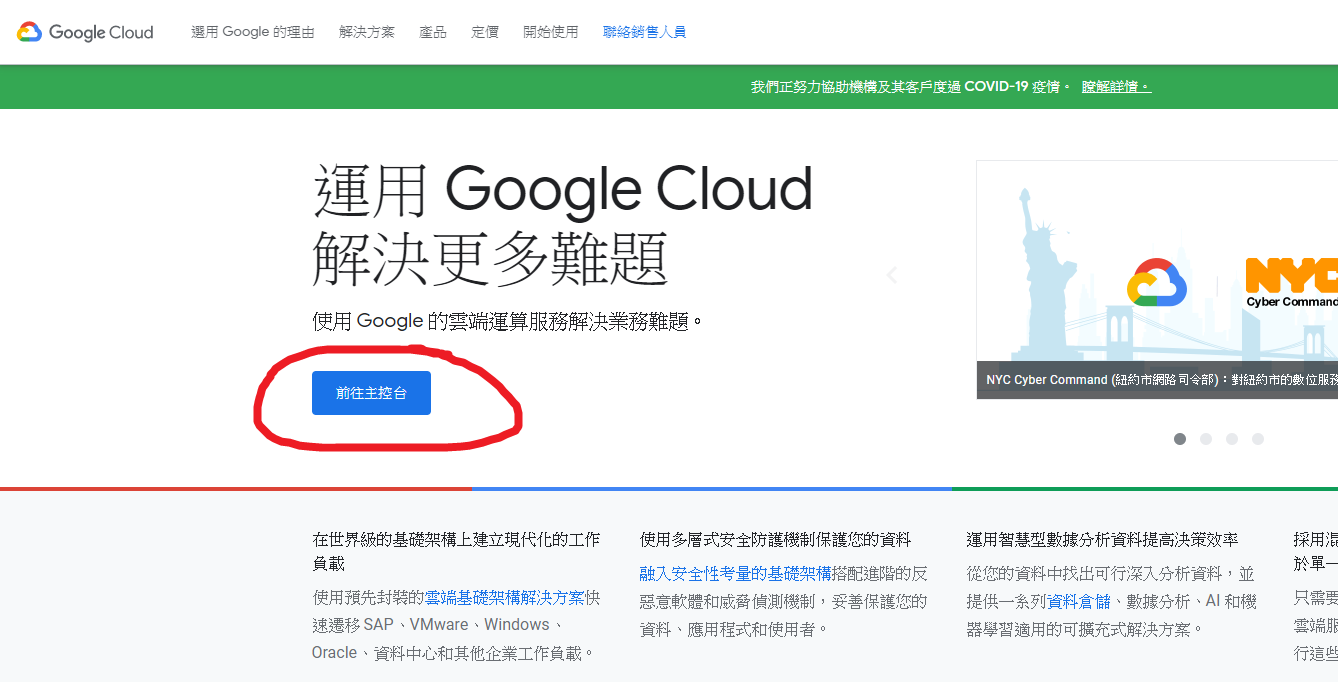 Google Cloud 選用 Google 的理由 解決方案 產品 定價 開始使用 聯絡銷售人員
我們正努力協助機構及其客戶度過 COVID-19 疫情。 瞭解詳情。
運用 Google Cloud
解決更多難題
使用 Google 的雲端運算服務解決業務難題。
前往主控台
NYC
Cyber Command
NYC Cyber Command (紐約市網路司令部)：對紐約市的數位服務
在世界級的基礎架構上建立現代化的工作
負載
使用預先封裝的雲端基礎架構解決方案快
速遷移 SAP、VMware、Windows、
Oracle、資料中心和其他企業工作負載。
使用多層式安全防護機制保護您的資料
融入安全性考量的基礎架構搭配進階的反
惡意軟體和威脅偵測機制，妥善保護您的
資料、應用程式和使用者。
運用智慧型數據分析資料提高決策效率
從您的資料中找出可行深入分析資料，並
提供一系列資料倉儲、數據分析、AI 和機
器學習適用的可擴充式解決方案。
採用混
於單一
只需要
雲端服
行這些